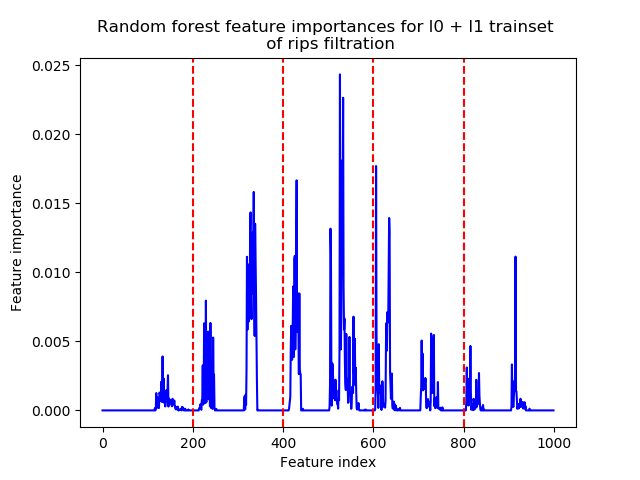 Random forest feature importances for l0 + l1 trainset
of rips filtration
0.025
0.020
0.015
0.010
0.005
0.000
Feature importance
0 200 400 600 800 1000
Feature index